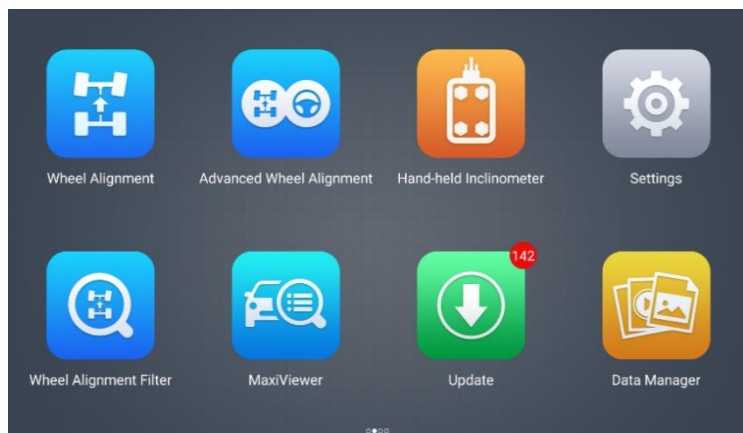 Wheel Alignment
Advanced Wheel Alignment
Hand-held Inclinometer
Settings
142
Wheel Alignment Filter
MaxiViewer
Update
Data Manager